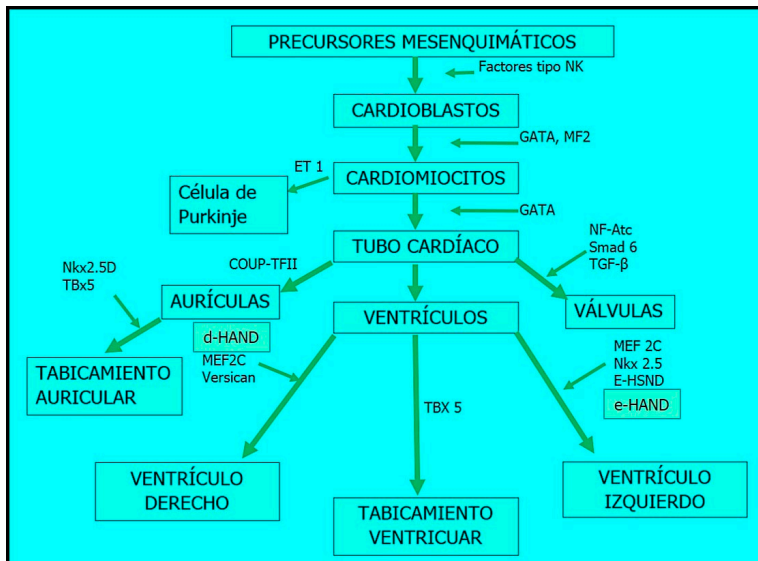 PRECURSORES MESENQUIMÁTICOS
Factores tipo NK
CARDIOBLASTOS
GATA, MF2
ET 1
CARDIOMIOCITOS
Célula de
Purkinje
GATA
TUBO CARDÍACO
NF-Atc
Smad 6
TGF-β
COUP-TFII
Nkx2.5D
TBx5
AURÍCULAS
VENTRÍCULOS
VÁLVULAS
d-HAND
MEF2C
Versican
TABICAMIENTO
AURICULAR
TBX 5
MEF 2C
Nkx 2.5
E-HSND
e-HAND
VENTRÍCULO
DERECHO
TABICAMIENTO
VENTRICUAR
VENTRÍCULO
IZQUIERDO